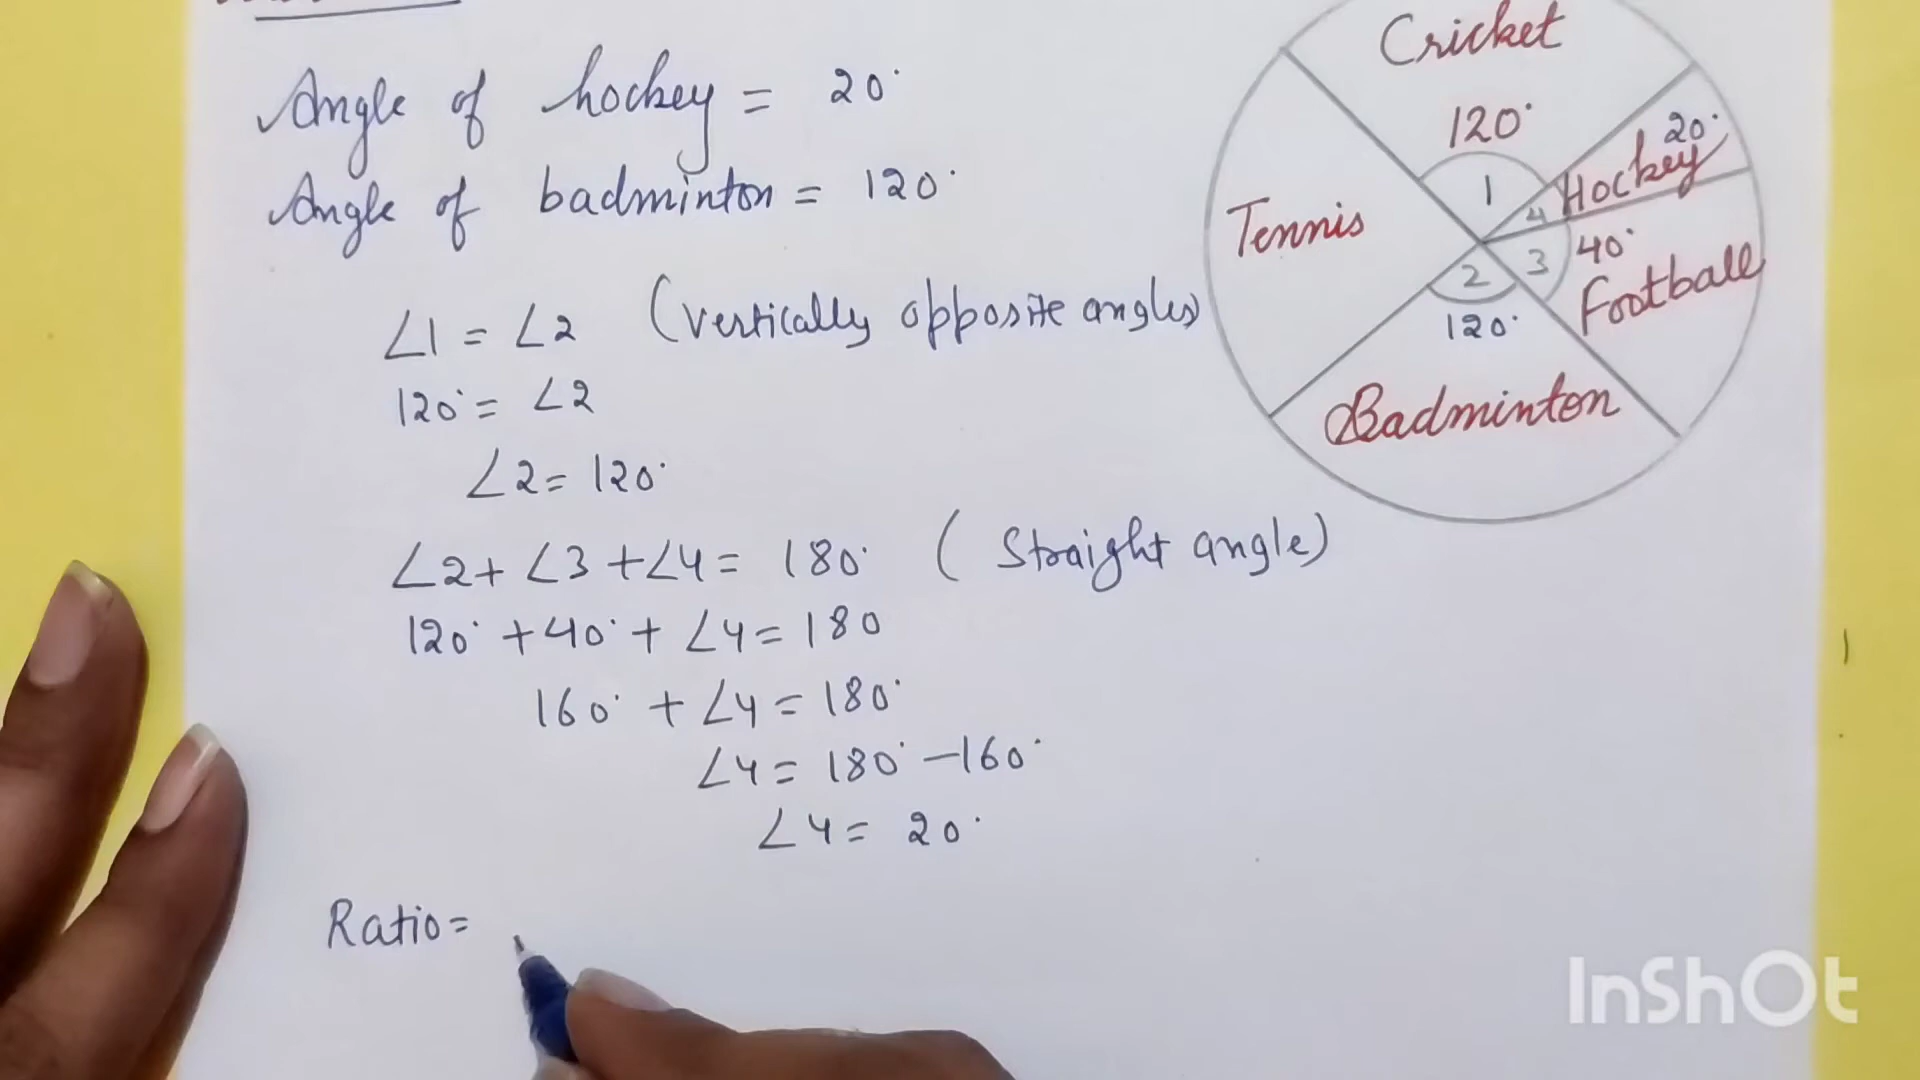 Angle of hockey = 20°
Angle of badminton = 120°
∠1 = ∠2 (vertically opposite angles)
120° = ∠2
∠2 = 120°
∠2 + ∠3 + ∠4 = 180° (Straight angle)
120° + 40° + ∠4 = 180
160° + ∠4 = 180°
∠4 = 180° - 160°
∠4 = 20°
Ratio =
Cricket
120°
1
20°
Hockey
4
Tennis
40°
3
Football
2
120°
Badminton
InShOt